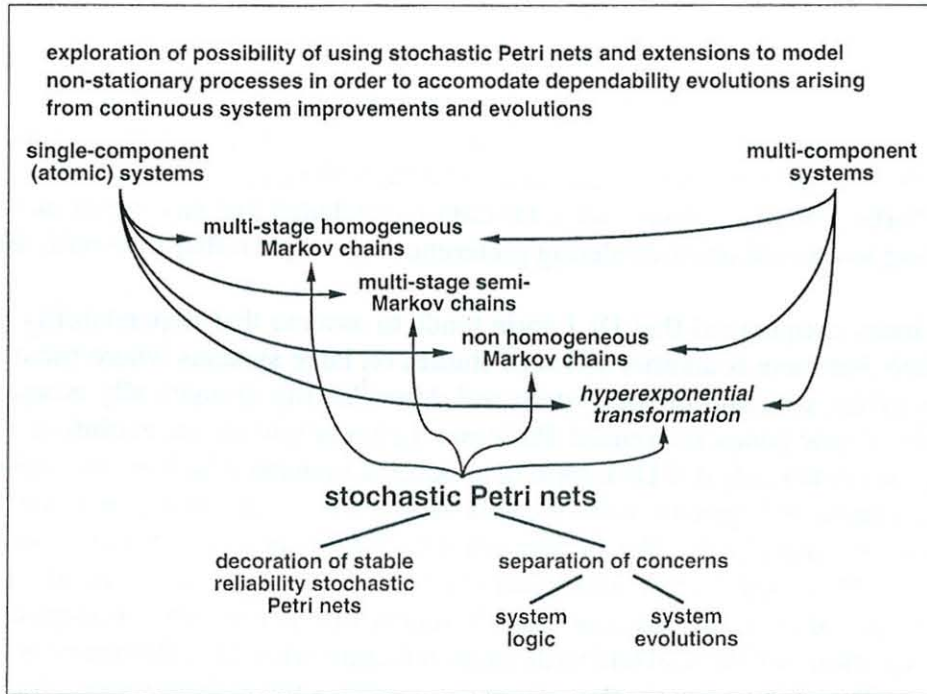 exploration of possibility of using stochastic Petri nets and extensions to model
non-stationary processes in order to accomodate dependability evolutions arising
from continuous system improvements and evolutions
single-component
(atomic) systems
multi-component
systems
multi-stage homogeneous
Markov chains
multi-stage semi-
Markov chains
non homogeneous
Markov chains
hyperexponential
transformation
stochastic Petri nets
decoration of stable
reliability stochastic
Petri nets
separation of concerns
system
logic
system
evolutions